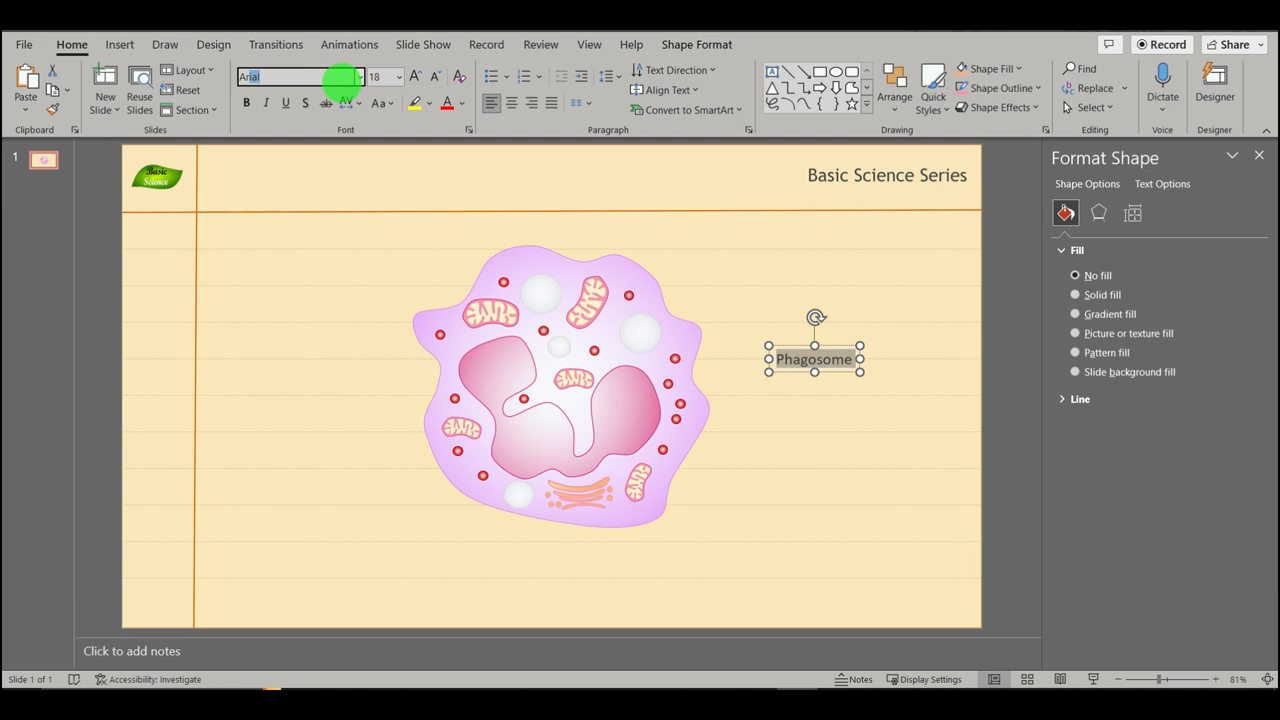 File Home Insert Draw Design Transitions Animations Slide Show Record Review View Help Shape Format Record Share
Paste
Clipboard
New Slide
Reuse Slides
Layout
Reset
Section
Slides
Arial 18
B I U S ab AV Aa A
Font
Text Direction
Align Text
Convert to SmartArt
Paragraph
Arrange
Quick Styles
Shape Fill
Shape Outline
Shape Effects
Drawing
Find
Replace
Select
Editing
Dictate
Voice
Designer
Designer
1
Basic
Science
Basic Science Series
Phagosome
Format Shape
Shape Options Text Options
Fill
No fill
Solid fill
Gradient fill
Picture or texture fill
Pattern fill
Slide background fill
Line
Click to add notes
Slide 1 of 1 Accessibility: Investigate Notes Display Settings 81%